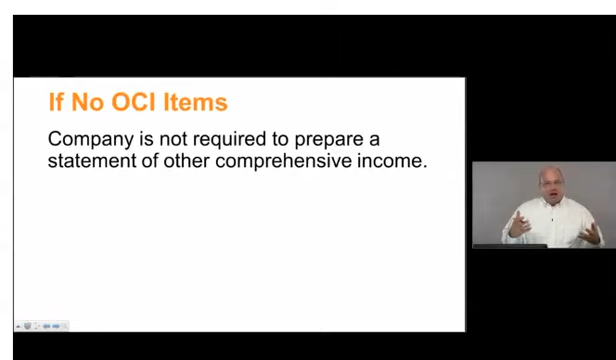 If No OCI Items
Company is not required to prepare a
statement of other comprehensive income.